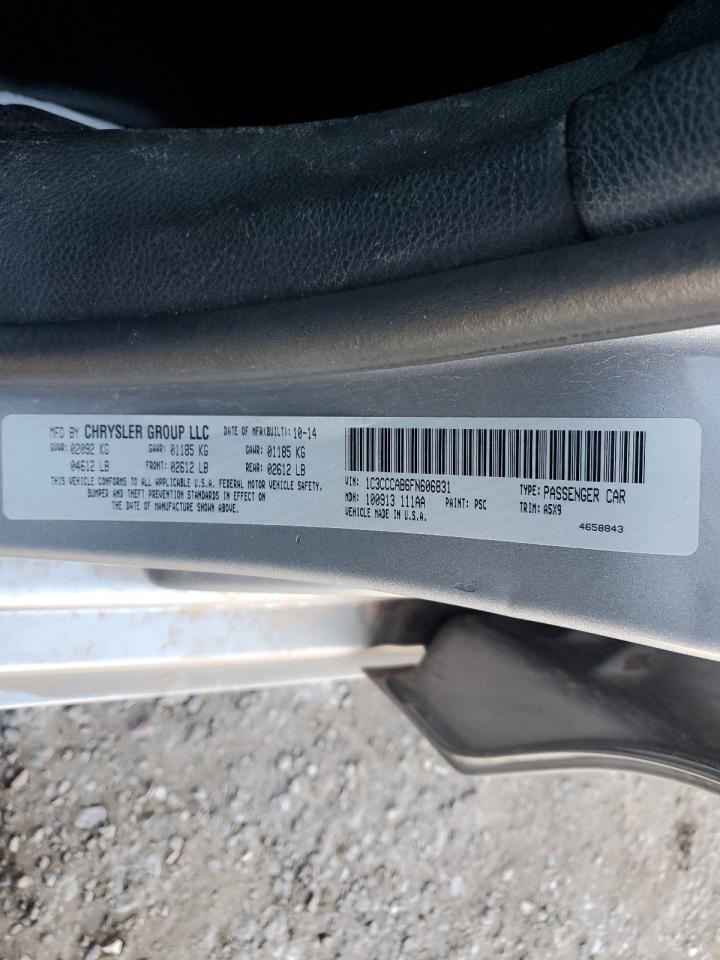 MFD BY CHRYSLER GROUP LLC DATE OF MFR(BUILT): 10-14
GVWR: 02092 KG GAWR: 01185 KG GAWR: 01185 KG
04612 LB FRONT: 02612 LB REAR: 02612 LB
THIS VEHICLE CONFORMS TO ALL APPLICABLE U.S.A. FEDERAL MOTOR VEHICLE SAFETY,
BUMPER AND THEFT PREVENTION STANDARDS IN EFFECT ON
THE DATE OF MANUFACTURE SHOWN ABOVE.
VIN: 1C3CCCAB6FN606831 TYPE: PASSENGER CAR
MDH: 100913 111AA PAINT: PSC TRIM: A5X9
VEHICLE MADE IN U.S.A.
4658843